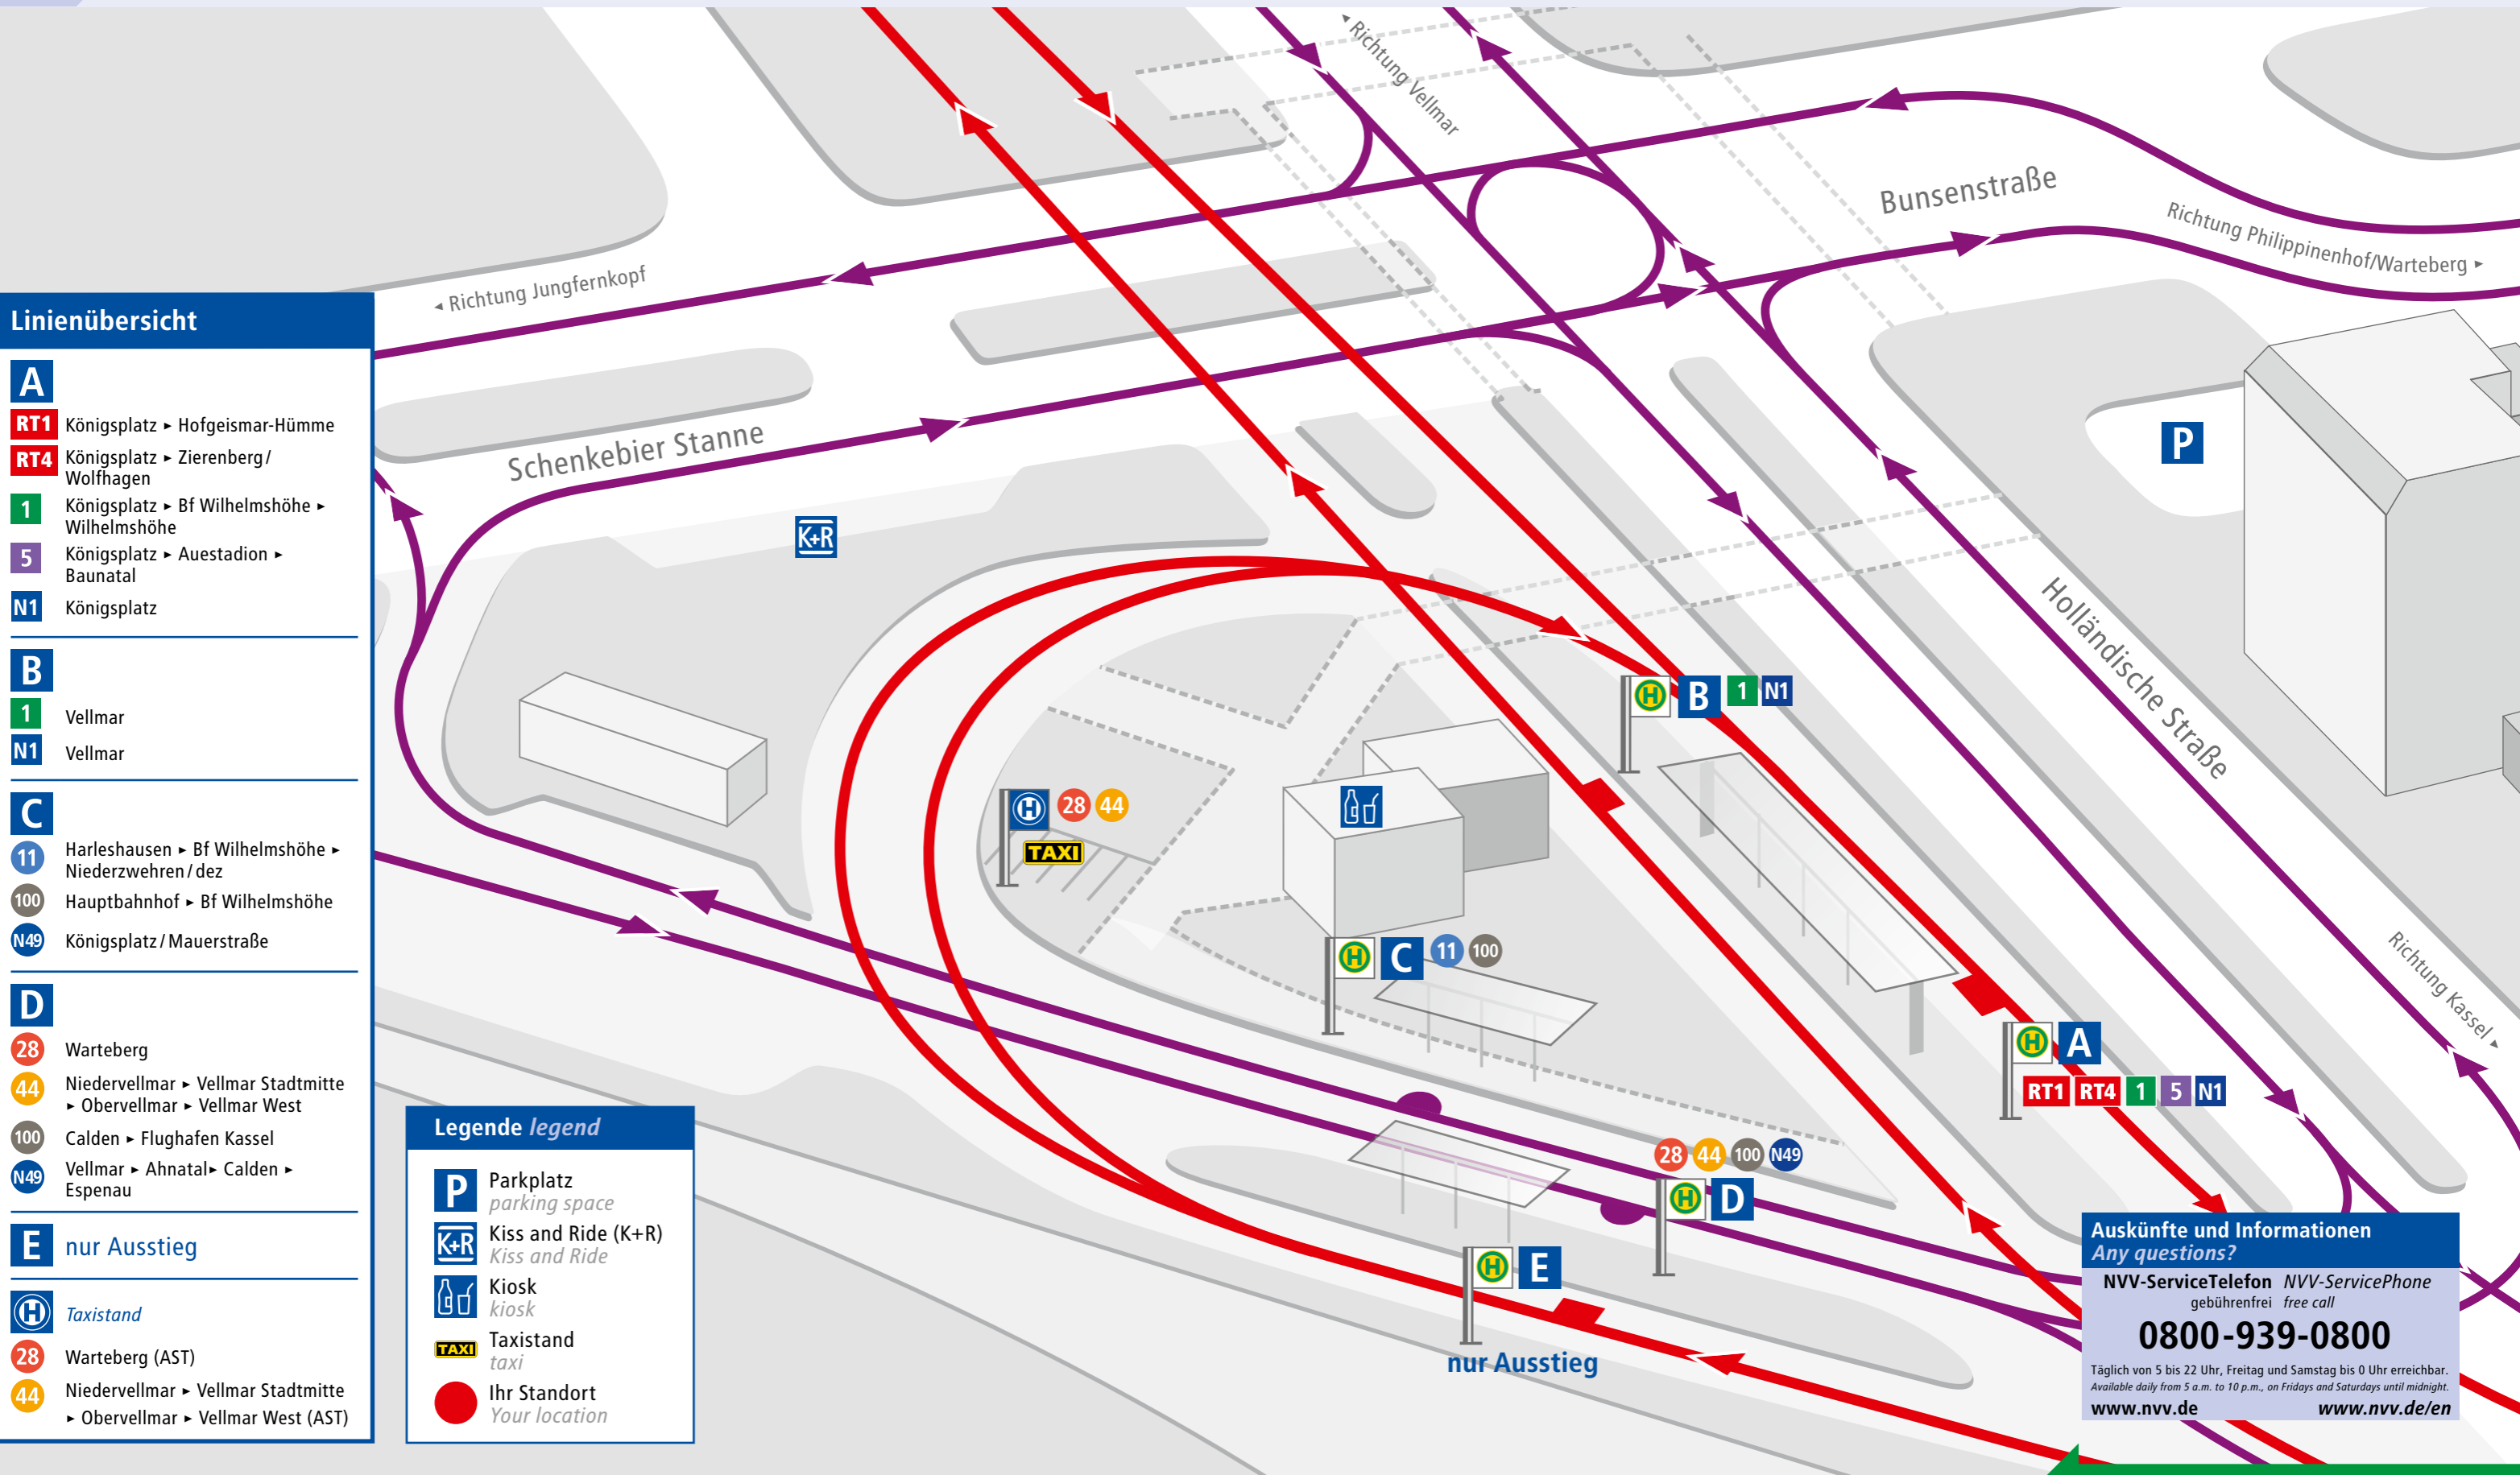 Linienübersicht
A
RT1 Königsplatz ▸ Hofgeismar-Hümme
RT4 Königsplatz ▸ Zierenberg/
Wolfhagen
1 Königsplatz ▸ Bf Wilhelmshöhe ▸
Wilhelmshöhe
5 Königsplatz ▸ Auestadion ▸
Baunatal
N1 Königsplatz
B
1 Vellmar
N1 Vellmar
C
11 Harleshausen ▸ Bf Wilhelmshöhe ▸
Niederzwehren/dez
100 Hauptbahnhof ▸ Bf Wilhelmshöhe
N49 Königsplatz/Mauerstraße
D
28 Warteberg
44 Niedervellmar ▸ Vellmar Stadtmitte
▸ Obervellmar ▸ Vellmar West
100 Calden ▸ Flughafen Kassel
N49 Vellmar ▸ Ahnatal ▸ Calden ▸
Espenau
E nur Ausstieg
H Taxistand
28 Warteberg (AST)
44 Niedervellmar ▸ Vellmar Stadtmitte
▸ Obervellmar ▸ Vellmar West (AST)
◂ Richtung Vellmar
Bunsenstraße
Richtung Philippinenhof/Warteberg ▸
◂ Richtung Jungfernkopf
Schenkebier Stanne
P
K+R
Holländische Straße
H B 1 N1
H 28 44
TAXI
H C 11 100
Richtung Kassel ▸
H A
RT1 RT4 1 5 N1
28 44 100 N49
H D
H E
nur Ausstieg
Legende legend
P Parkplatz
parking space
K+R Kiss and Ride (K+R)
Kiss and Ride
Kiosk
kiosk
TAXI Taxistand
taxi
Ihr Standort
Your location
Auskünfte und Informationen
Any questions?
NVV-ServiceTelefon NVV-ServicePhone
gebührenfrei free call
0800-939-0800
Täglich von 5 bis 22 Uhr, Freitag und Samstag bis 0 Uhr erreichbar.
Available daily from 5 a.m. to 10 p.m., on Fridays and Saturdays until midnight.
www.nvv.de www.nvv.de/en